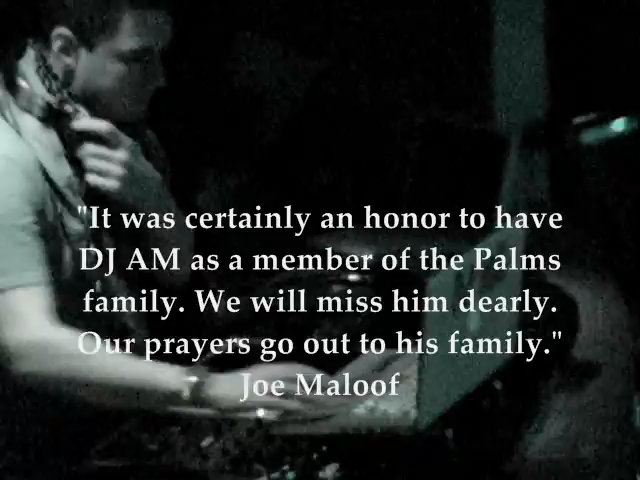 "It was certainly an honor to have
DJ AM as a member of the Palms
family. We will miss him dearly.
Our prayers go out to his family."
Joe Maloof